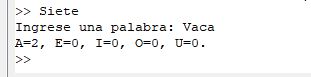 >> Siete
Ingrese una palabra: Vaca
A=2, E=0, I=0, O=0, U=0.
>>